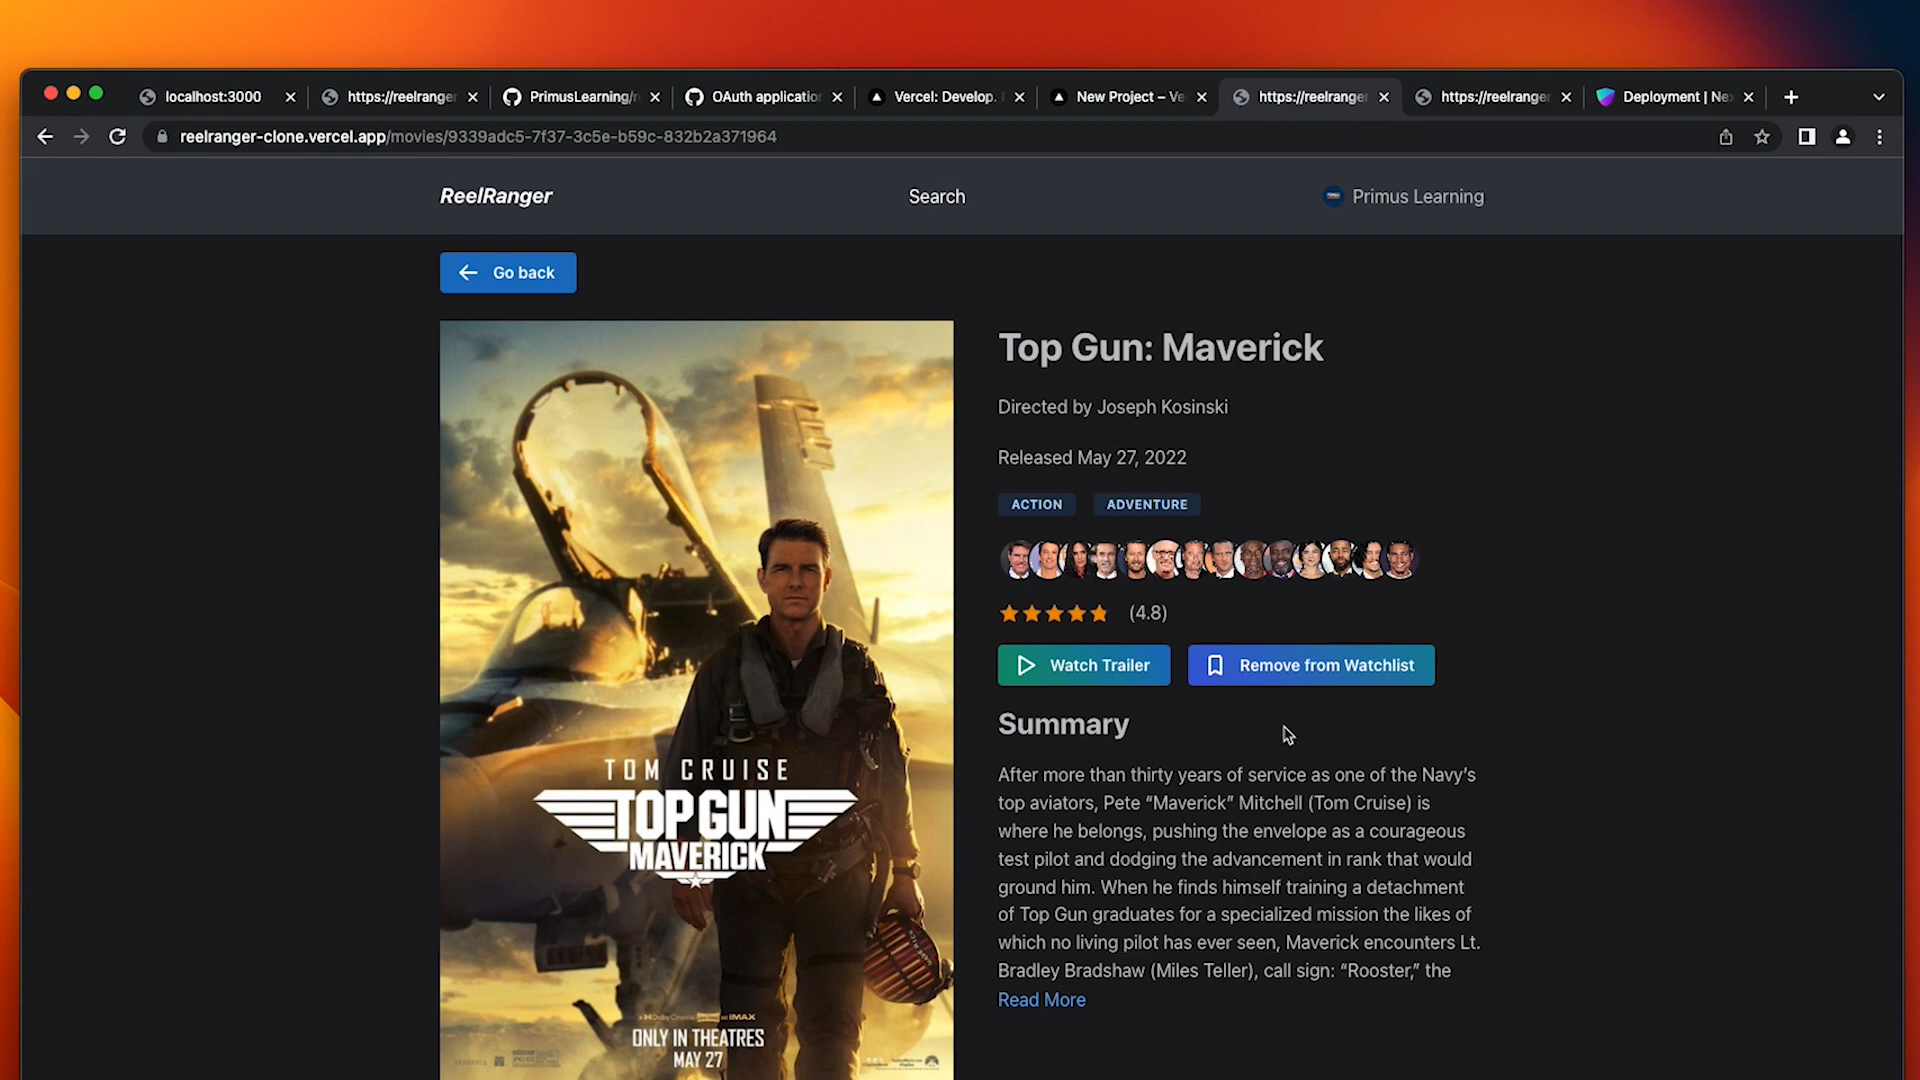 localhost:3000
https://reelranger
PrimusLearning/r
OAuth applicatio
Vercel: Develop.
New Project – Ve
https://reelranger
https://reelranger
Deployment | Nex
reelranger-clone.vercel.app/movies/9339adc5-7f37-3c5e-b59c-832b2a371964
ReelRanger
Search
Primus Learning
Go back
Top Gun: Maverick
Directed by Joseph Kosinski
Released May 27, 2022
ACTION
ADVENTURE
(4.8)
Watch Trailer
Remove from Watchlist
Summary
After more than thirty years of service as one of the Navy’s
top aviators, Pete “Maverick” Mitchell (Tom Cruise) is
where he belongs, pushing the envelope as a courageous
test pilot and dodging the advancement in rank that would
ground him. When he finds himself training a detachment
of Top Gun graduates for a specialized mission the likes of
which no living pilot has ever seen, Maverick encounters Lt.
Bradley Bradshaw (Miles Teller), call sign: “Rooster,” the
Read More
TOM CRUISE
TOP GUN
MAVERICK
IMAX
ONLY IN THEATRES
MAY 27